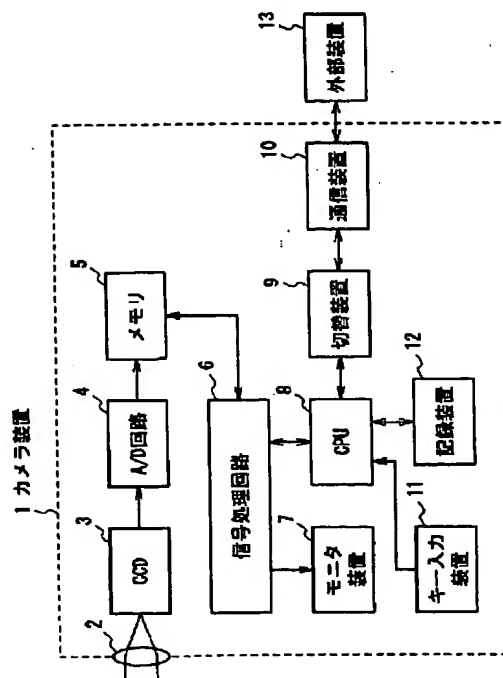 1 カメラ装置
2
3
CCD
4
A/D回路
5
メモリ
6
信号処理回路
7
モニタ
装置
8
CPU
9
切替装置
10
通信装置
13
外部装置
11
キー入力
装置
12
記録装置